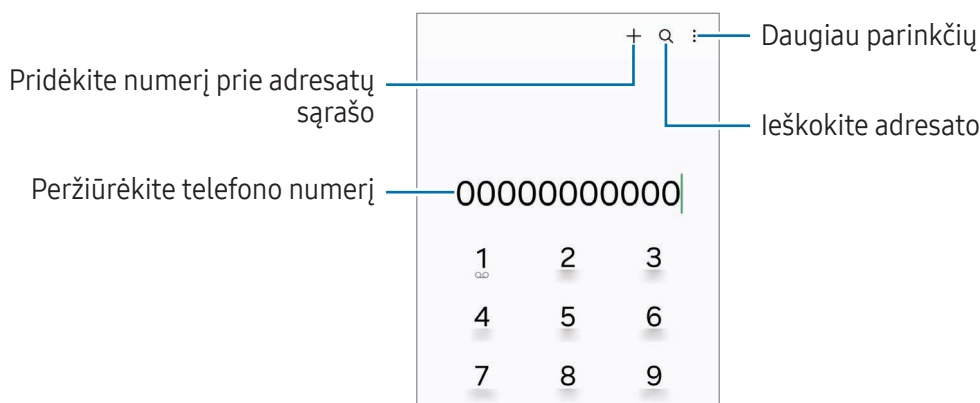 Daugiau parinkčių
Pridėkite numerį prie adresatų
sąrašo
Ieškokite adresato
Peržiūrėkite telefono numerį
00000000000
1 2 3
4 5 6
7 8 9